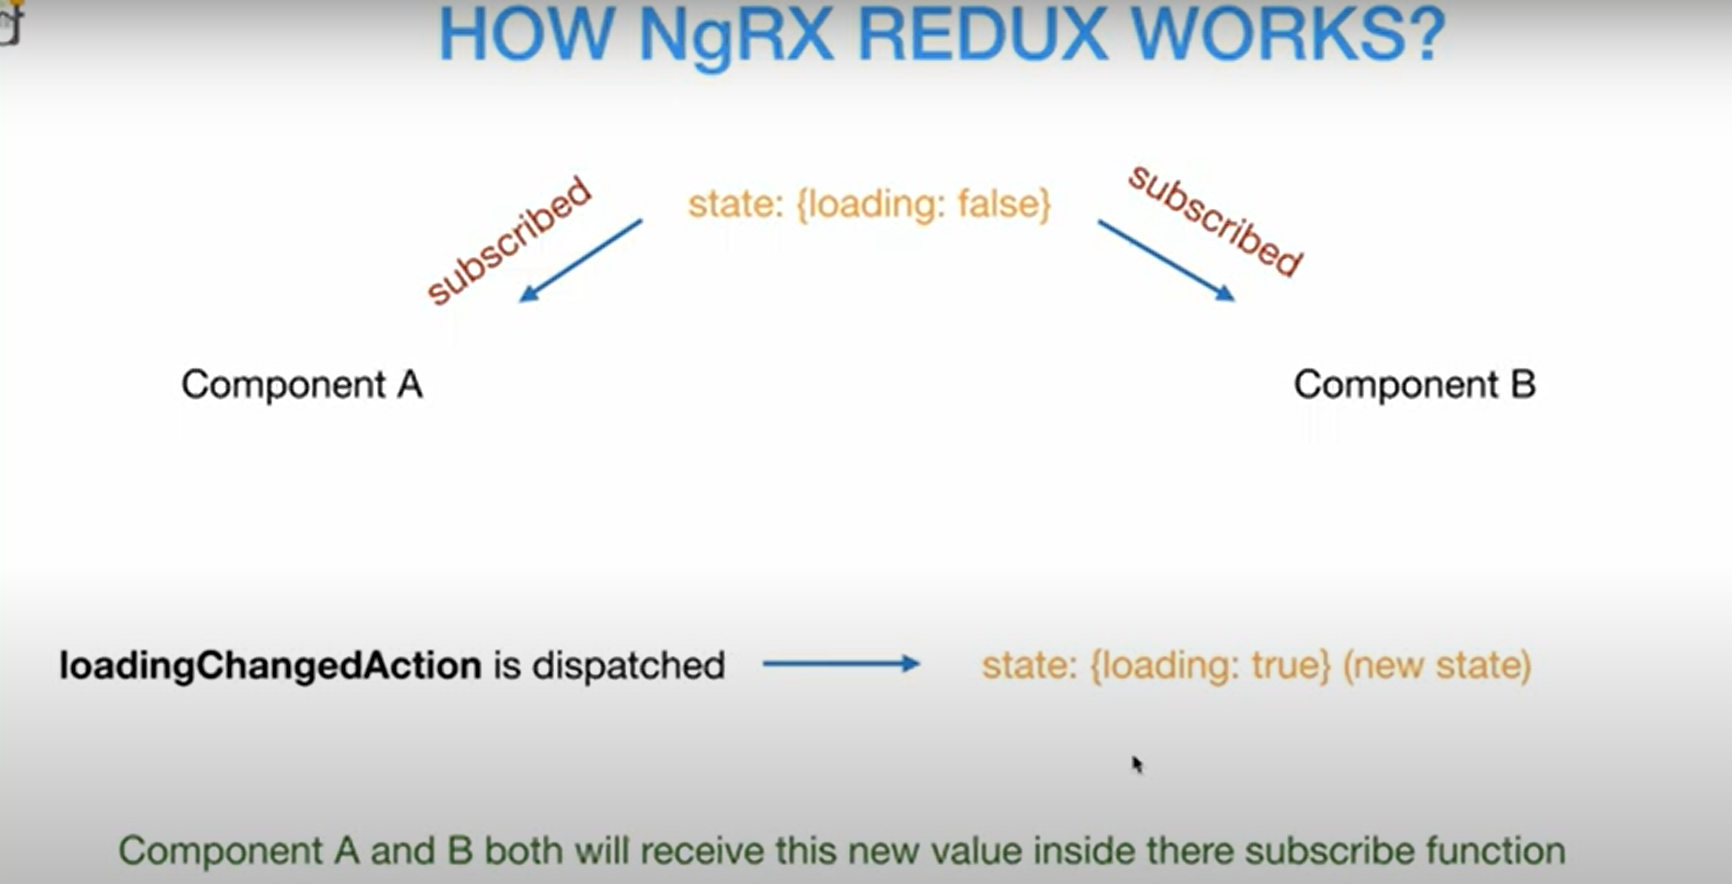 HOW NgRX REDUX WORKS?
subscribed
state: {loading: false}
subscribed
Component A
Component B
loadingChangedAction is dispatched
state: {loading: true} (new state)
Component A and B both will receive this new value inside there subscribe function